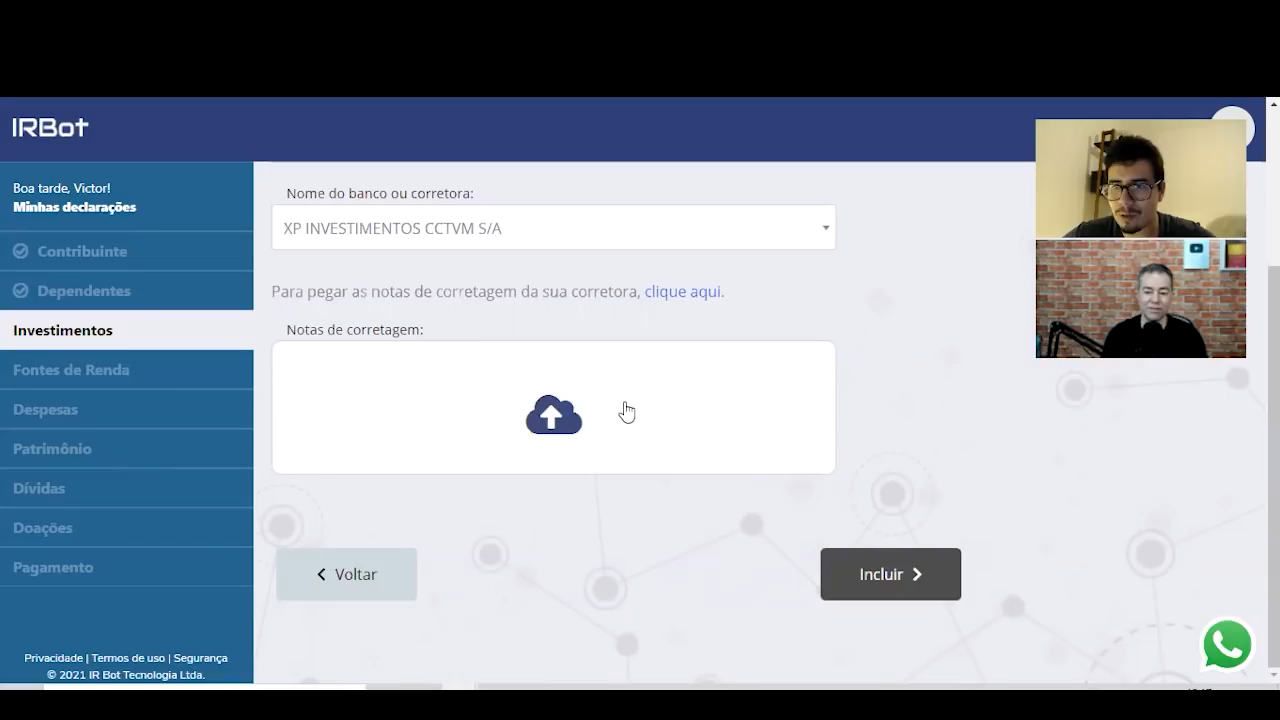 IRBot
Boa tarde, Victor!
Minhas declarações
Contribuinte
Dependentes
Investimentos
Fontes de Renda
Despesas
Patrimônio
Dívidas
Doações
Pagamento
Privacidade | Termos de uso | Segurança
© 2021 IR Bot Tecnologia Ltda.
Nome do banco ou corretora:
XP INVESTIMENTOS CCTVM S/A
Para pegar as notas de corretagem da sua corretora, clique aqui.
Notas de corretagem:
Voltar
Incluir